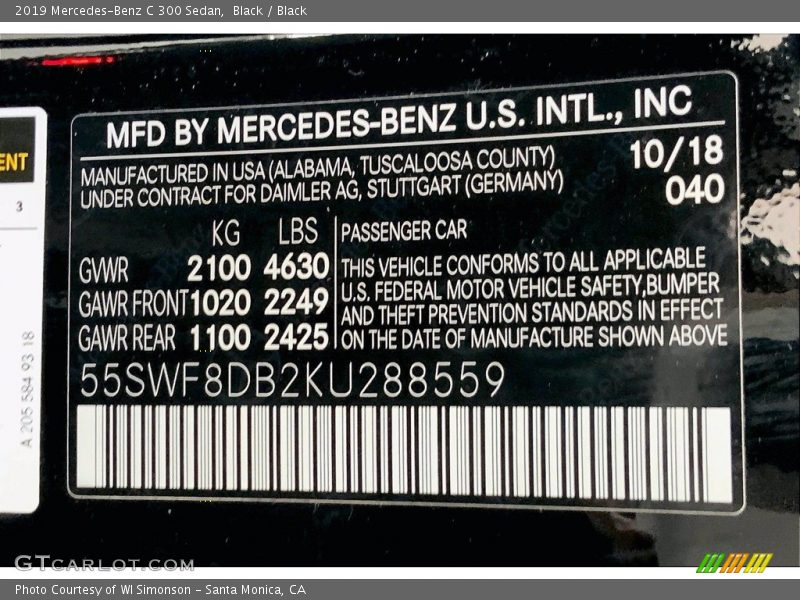 2019 Mercedes-Benz C 300 Sedan, Black / Black
MFD BY MERCEDES-BENZ U.S. INTL., INC
MANUFACTURED IN USA (ALABAMA, TUSCALOOSA COUNTY)
UNDER CONTRACT FOR DAIMLER AG, STUTTGART (GERMANY)
10/18
040
KG LBS
GVWR 2100 4630
GAWR FRONT 1020 2249
GAWR REAR 1100 2425
PASSENGER CAR
THIS VEHICLE CONFORMS TO ALL APPLICABLE
U.S. FEDERAL MOTOR VEHICLE SAFETY,BUMPER
AND THEFT PREVENTION STANDARDS IN EFFECT
ON THE DATE OF MANUFACTURE SHOWN ABOVE
55SWF8DB2KU288559
ENT
3
A 205 584 93 18
GTCARLOT.COM
Photo Courtesy of WI Simonson - Santa Monica, CA